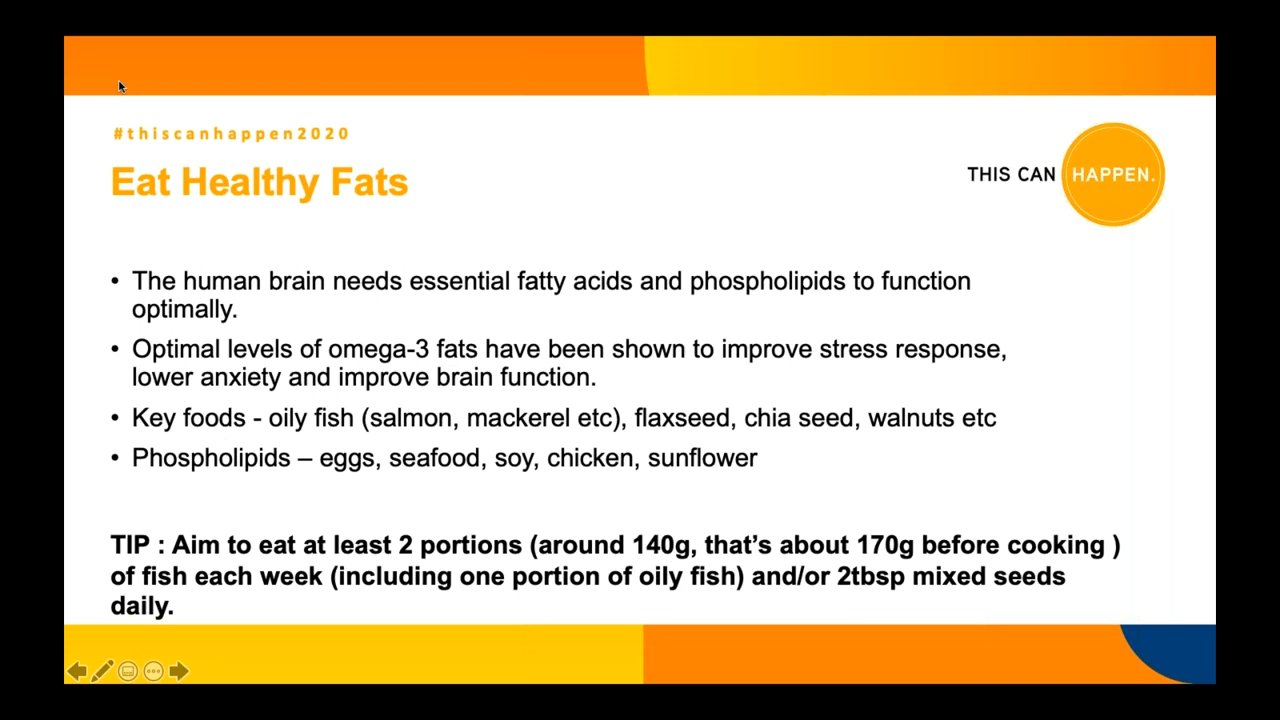 #thiscanhappen2020
Eat Healthy Fats
THIS CAN HAPPEN.
• The human brain needs essential fatty acids and phospholipids to function
optimally.
• Optimal levels of omega-3 fats have been shown to improve stress response,
lower anxiety and improve brain function.
• Key foods - oily fish (salmon, mackerel etc), flaxseed, chia seed, walnuts etc
• Phospholipids – eggs, seafood, soy, chicken, sunflower
TIP : Aim to eat at least 2 portions (around 140g, that’s about 170g before cooking )
of fish each week (including one portion of oily fish) and/or 2tbsp mixed seeds
daily.